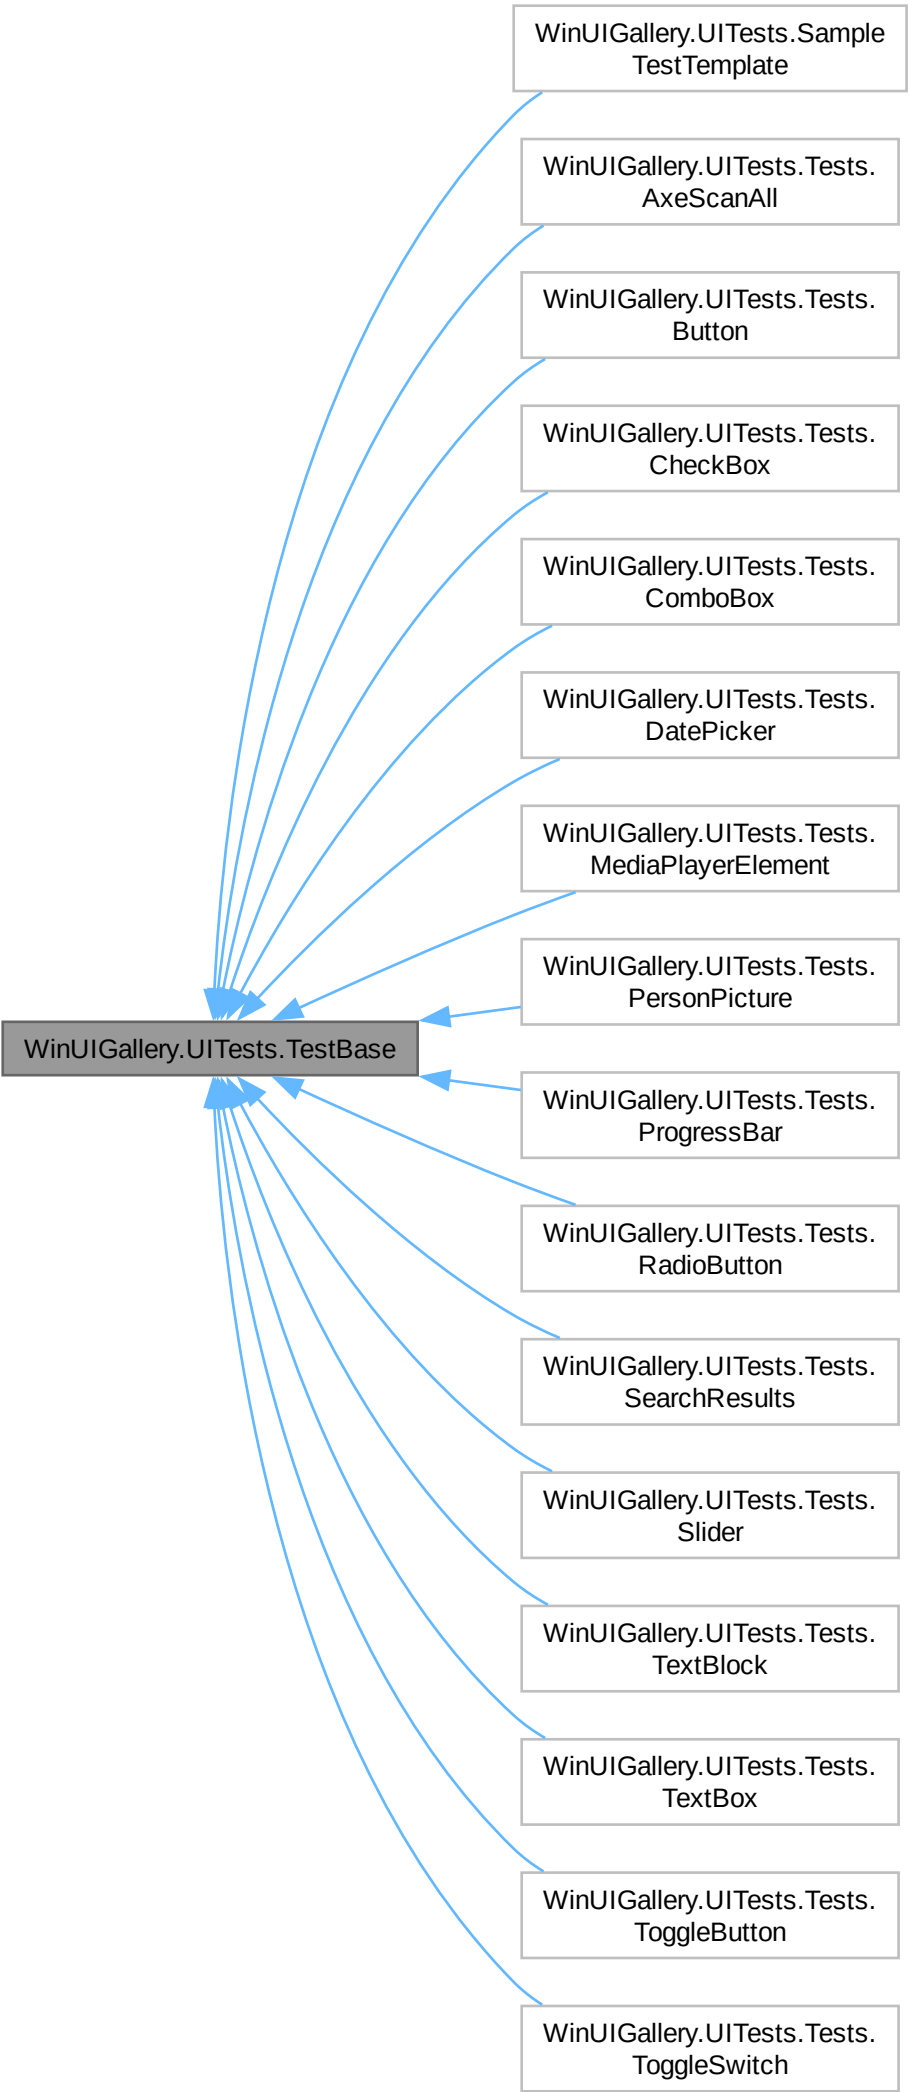 WinUIGallery.UITests.Sample
TestTemplate
WinUIGallery.UITests.Tests.
AxeScanAll
WinUIGallery.UITests.Tests.
Button
WinUIGallery.UITests.Tests.
CheckBox
WinUIGallery.UITests.Tests.
ComboBox
WinUIGallery.UITests.Tests.
DatePicker
WinUIGallery.UITests.Tests.
MediaPlayerElement
WinUIGallery.UITests.Tests.
PersonPicture
WinUIGallery.UITests.TestBase
WinUIGallery.UITests.Tests.
ProgressBar
WinUIGallery.UITests.Tests.
RadioButton
WinUIGallery.UITests.Tests.
SearchResults
WinUIGallery.UITests.Tests.
Slider
WinUIGallery.UITests.Tests.
TextBlock
WinUIGallery.UITests.Tests.
TextBox
WinUIGallery.UITests.Tests.
ToggleButton
WinUIGallery.UITests.Tests.
ToggleSwitch